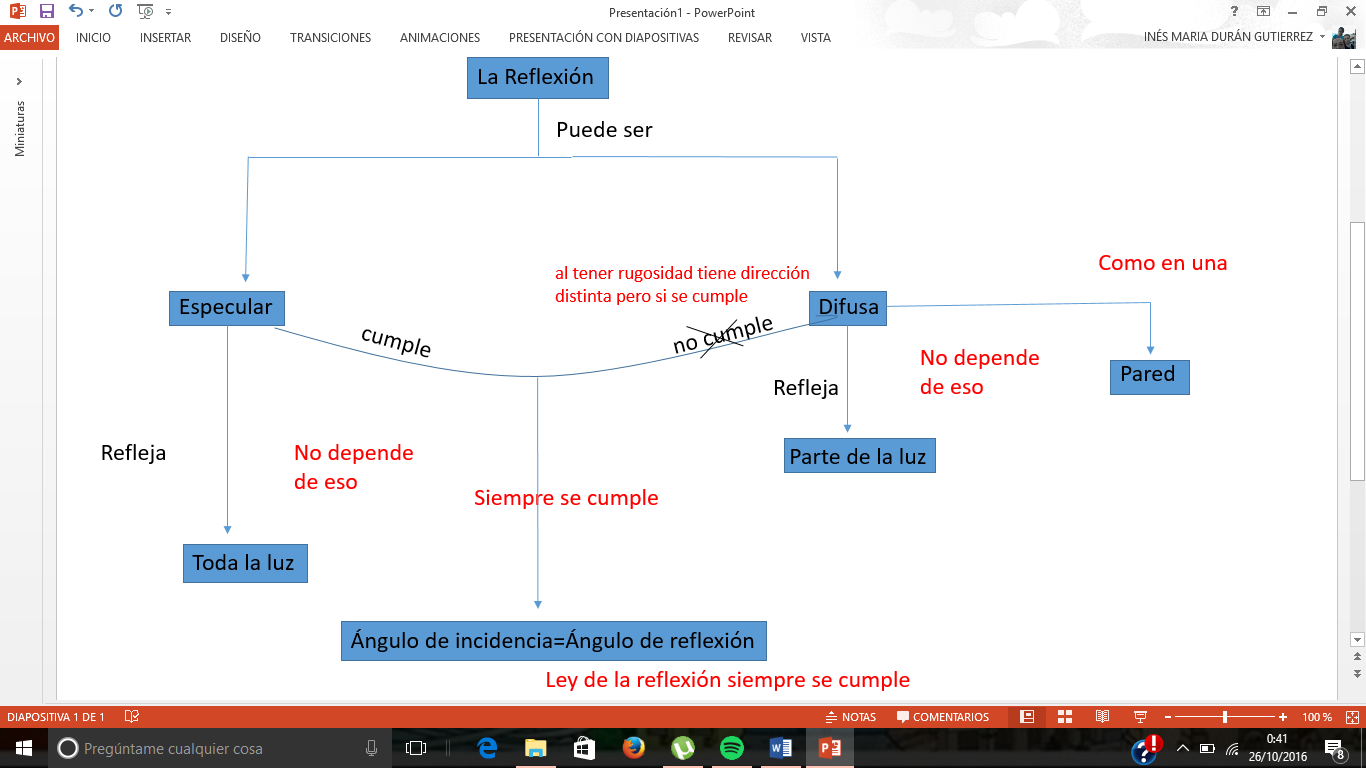 Presentación1 - PowerPoint
?
ARCHIVO INICIO INSERTAR DISEÑO TRANSICIONES ANIMACIONES PRESENTACIÓN CON DIAPOSITIVAS REVISAR VISTA INÉS MARIA DURÁN GUTIERREZ
Miniaturas
La Reflexión
Puede ser
Como en una
al tener rugosidad tiene dirección
distinta pero si se cumple
Especular
Difusa
cumple
no cumple
No depende
de eso
Pared
Refleja
Refleja
No depende
de eso
Parte de la luz
Siempre se cumple
Toda la luz
Ángulo de incidencia=Ángulo de reflexión
Ley de la reflexión siempre se cumple
DIAPOSITIVA 1 DE 1 NOTAS COMENTARIOS 100 %
Pregúntame cualquier cosa
0:41
26/10/2016
8